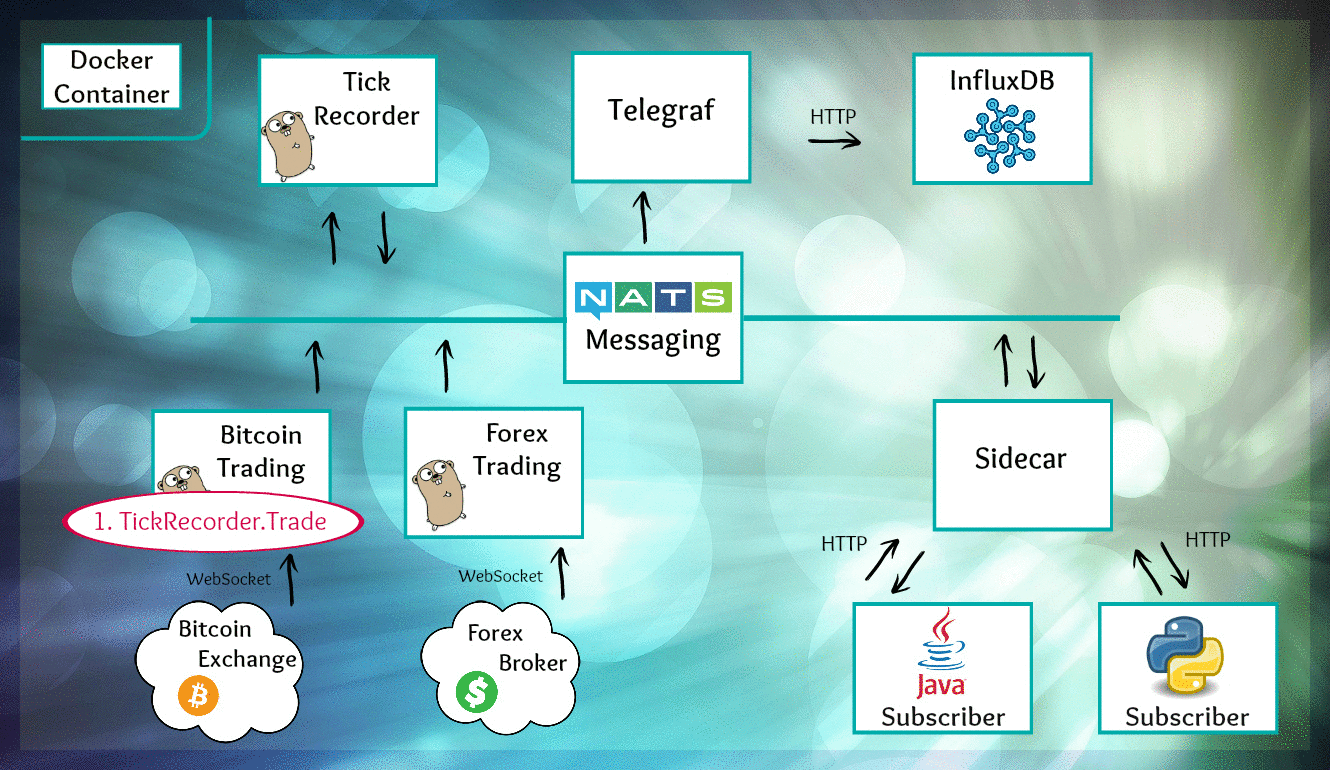 Docker
Container
Tick
Recorder
Telegraf
HTTP
InfluxDB
NATS
Messaging
Bitcoin
Trading
1. TickRecorder.Trade
Forex
Trading
Sidecar
WebSocket
WebSocket
HTTP
HTTP
Bitcoin
Exchange
Forex
Broker
Java
Subscriber
Subscriber